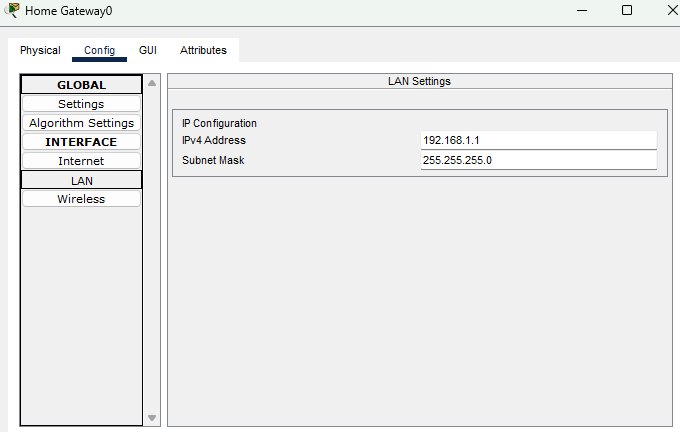 Home Gateway0
Physical Config GUI Attributes
GLOBAL
Settings
Algorithm Settings
INTERFACE
Internet
LAN
Wireless
LAN Settings
IP Configuration
IPv4 Address 192.168.1.1
Subnet Mask 255.255.255.0